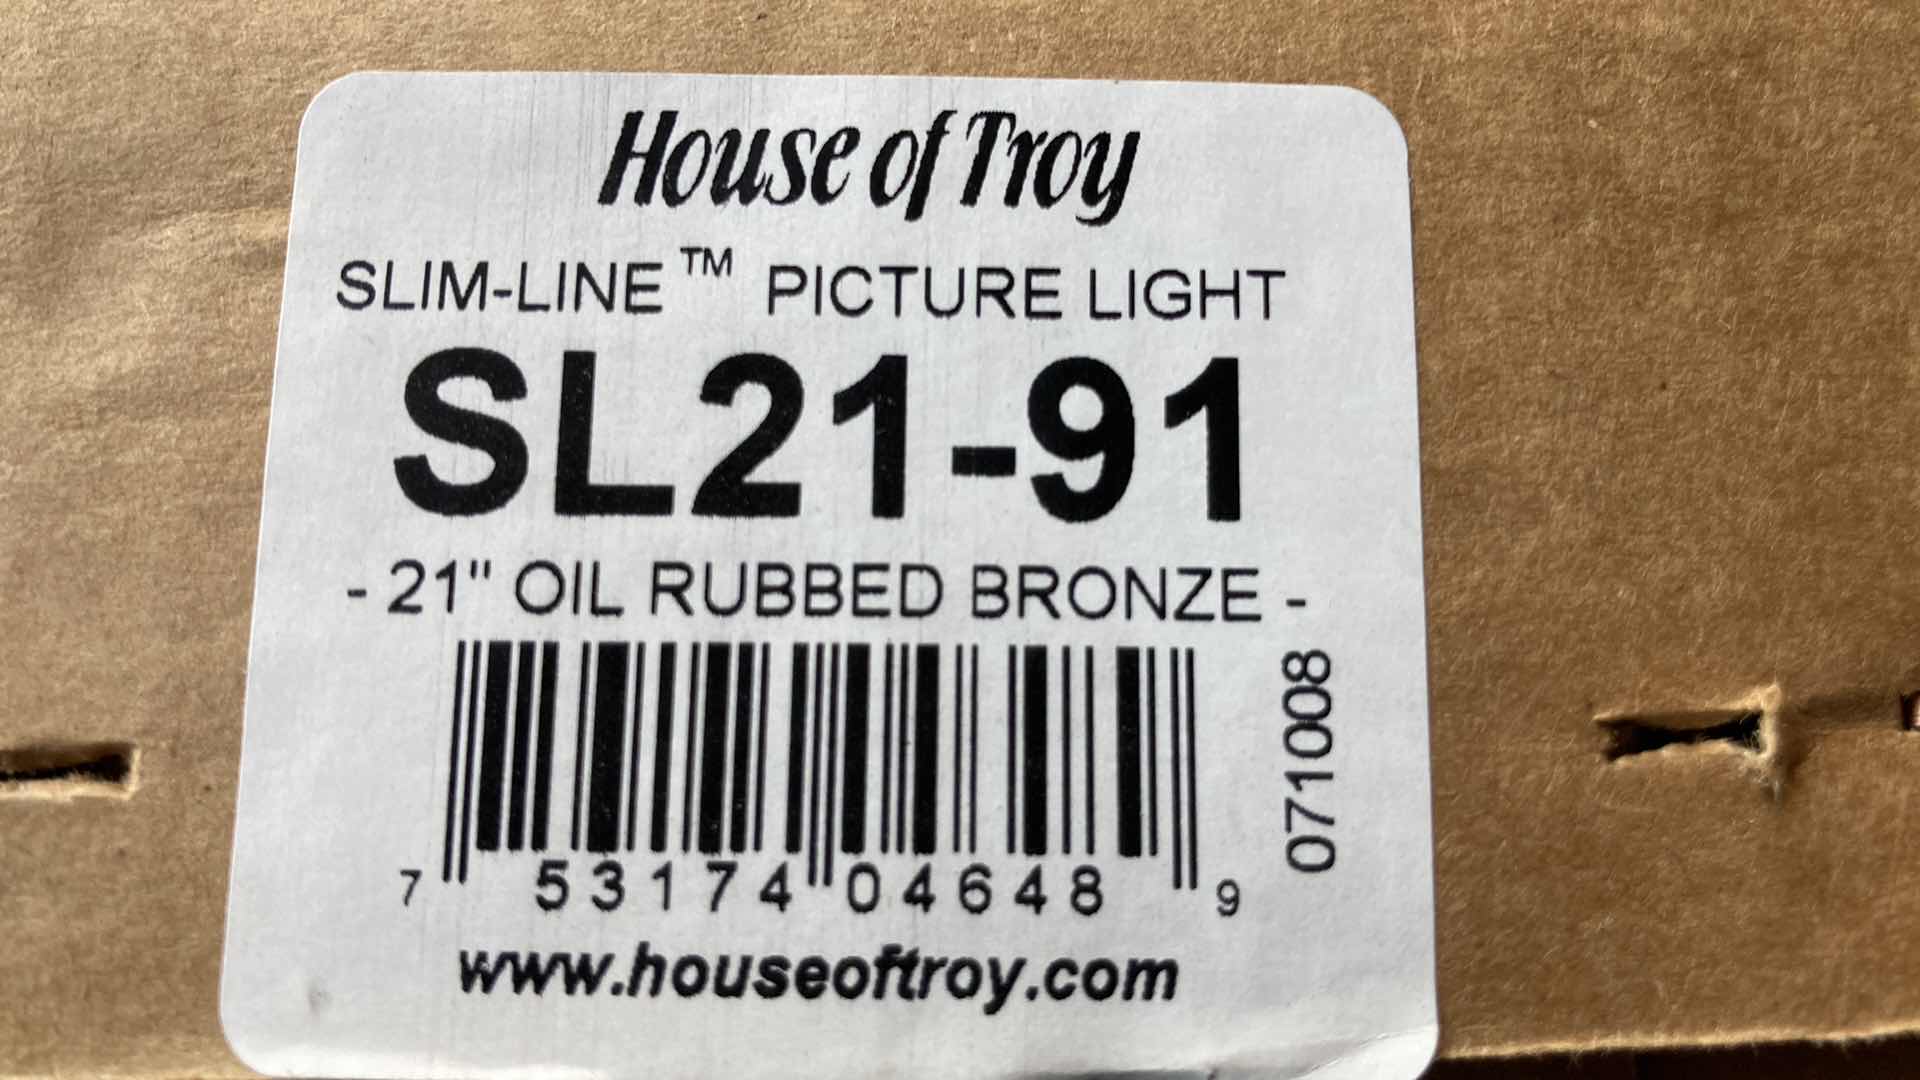 House of Troy
SLIM-LINE™ PICTURE LIGHT
SL21-91
- 21" OIL RUBBED BRONZE -
7 53174 04648 9
071008
www.houseoftroy.com